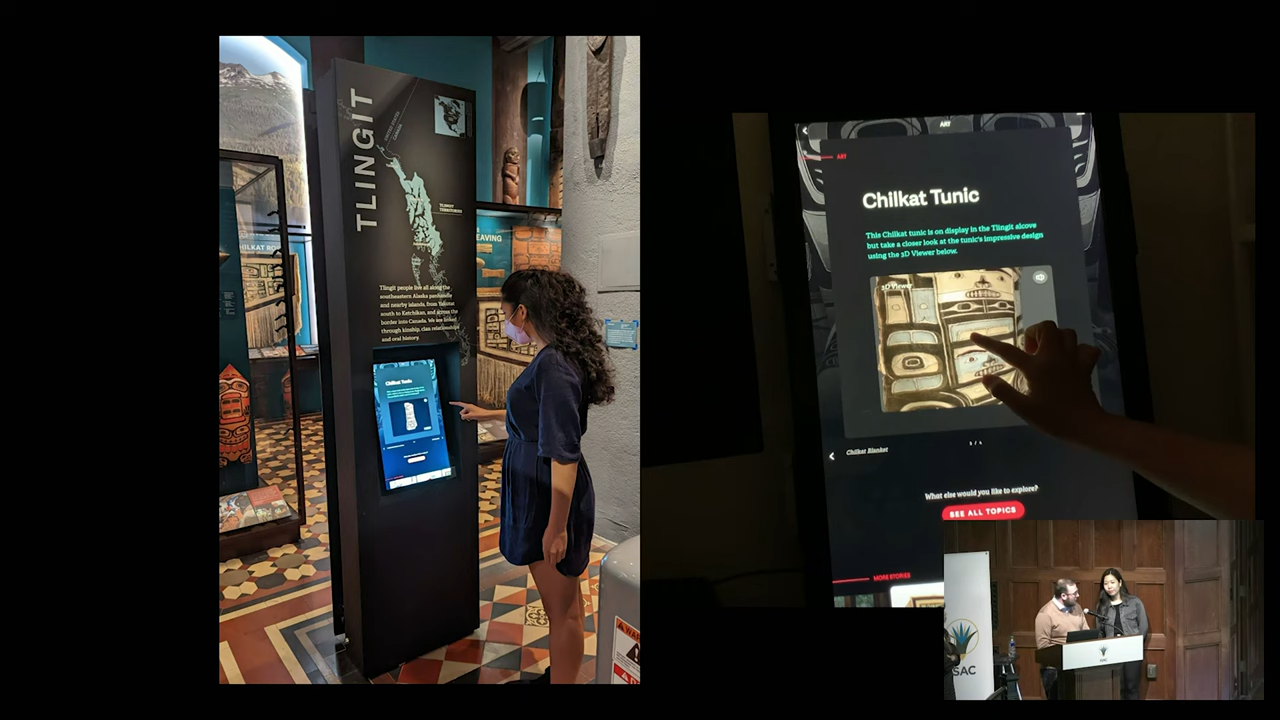 TLINGIT
TLINGIT
TERRITORIES
Tlingit people live all along the
southeastern Alaska panhandle
and nearby islands, from Yakutat
south to Ketchikan, and across the
border into Canada. We are linked
through kinship, clan relationships
and oral history.
Chilkat Tunic
EAVING
ART
ART
Chilkat Tunic
This Chilkat tunic is on display in the Tlingit alcove
but take a closer look at the tunic's impressive design
using the 3D Viewer below.
3D Viewer
1 / 4
Chilkat Blanket
What else would you like to explore?
SEE ALL TOPICS
MORE STORIES
SAC